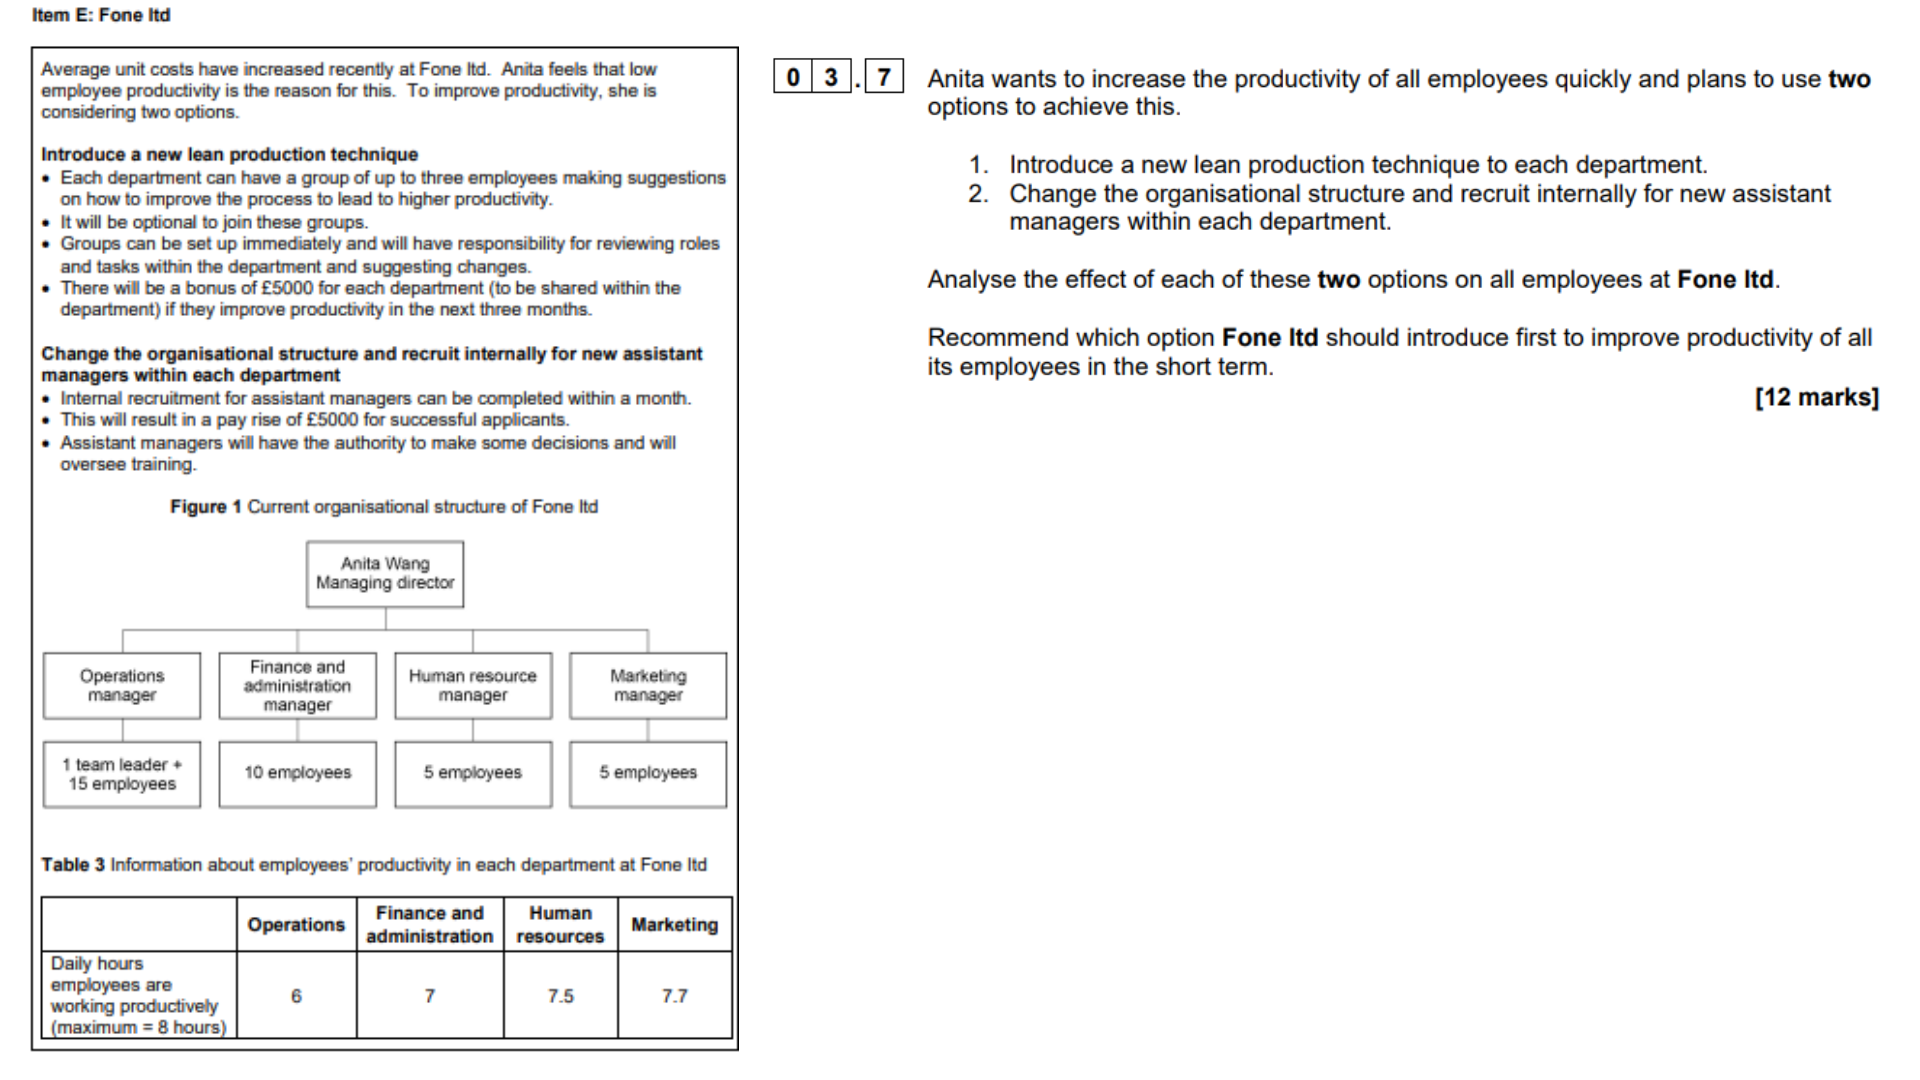 Item E: Fone ltd
Average unit costs have increased recently at Fone ltd. Anita feels that low
employee productivity is the reason for this. To improve productivity, she is
considering two options.
Introduce a new lean production technique
• Each department can have a group of up to three employees making suggestions
on how to improve the process to lead to higher productivity.
• It will be optional to join these groups.
• Groups can be set up immediately and will have responsibility for reviewing roles
and tasks within the department and suggesting changes.
• There will be a bonus of £5000 for each department (to be shared within the
department) if they improve productivity in the next three months.
Change the organisational structure and recruit internally for new assistant
managers within each department
• Internal recruitment for assistant managers can be completed within a month.
• This will result in a pay rise of £5000 for successful applicants.
• Assistant managers will have the authority to make some decisions and will
oversee training.
Figure 1 Current organisational structure of Fone ltd
Anita Wang
Managing director
Operations
manager
Finance and
administration
manager
Human resource
manager
Marketing
manager
1 team leader +
15 employees
10 employees
5 employees
5 employees
Table 3 Information about employees' productivity in each department at Fone ltd
Operations
Finance and
administration
Human
resources
Marketing
Daily hours
employees are
working productively
(maximum = 8 hours)
6
7
7.5
7.7
0 3 . 7
Anita wants to increase the productivity of all employees quickly and plans to use two
options to achieve this.
1. Introduce a new lean production technique to each department.
2. Change the organisational structure and recruit internally for new assistant
managers within each department.
Analyse the effect of each of these two options on all employees at Fone ltd.
Recommend which option Fone ltd should introduce first to improve productivity of all
its employees in the short term.
[12 marks]